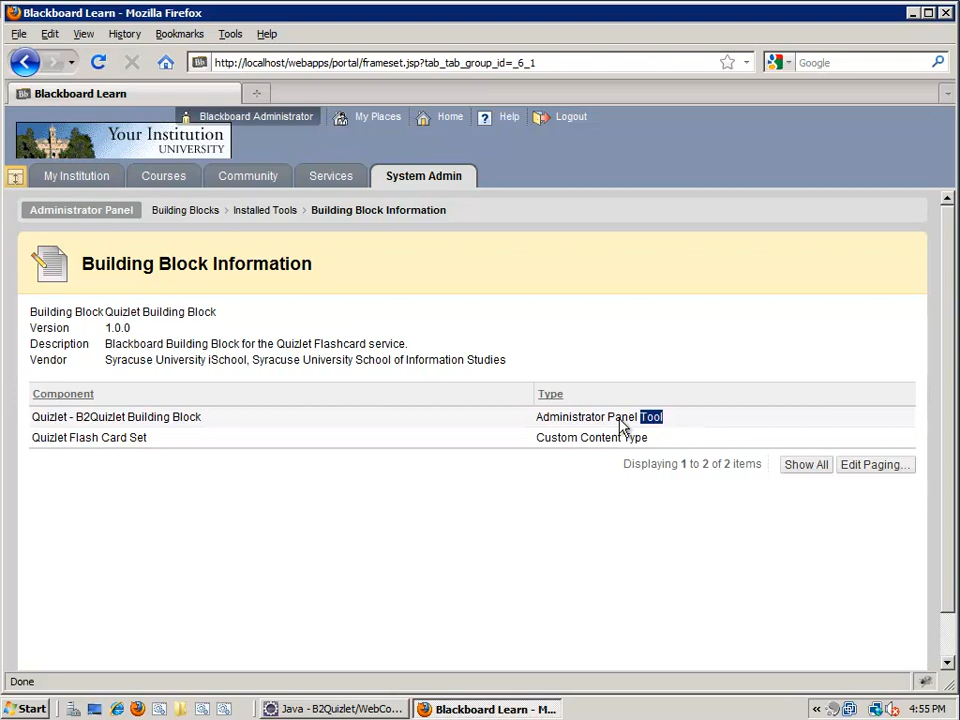 Blackboard Learn - Mozilla Firefox
File Edit View History Bookmarks Tools Help
http://localhost/webapps/portal/frameset.jsp?tab_tab_group_id=_6_1
Google
Blackboard Learn
Blackboard Administrator My Places Home Help Logout
Your Institution
UNIVERSITY
My Institution Courses Community Services System Admin
Administrator Panel Building Blocks > Installed Tools > Building Block Information
Building Block Information
Building Block Quizlet Building Block
Version 1.0.0
Description Blackboard Building Block for the Quizlet Flashcard service.
Vendor Syracuse University iSchool, Syracuse University School of Information Studies
Component Type
Quizlet - B2Quizlet Building Block Administrator Panel Tool
Quizlet Flash Card Set Custom Content Type
Displaying 1 to 2 of 2 items Show All Edit Paging...
Done
Start Java - B2Quizlet/WebCo... Blackboard Learn - M... 4:55 PM